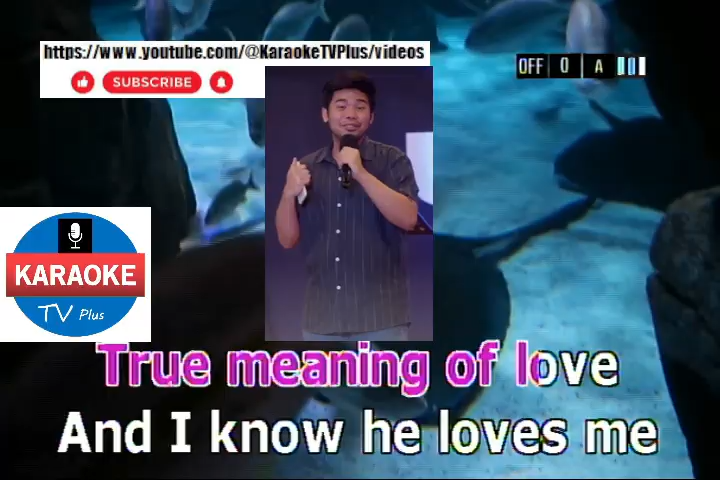 https://www.youtube.com/@KaraokeTVPlus/videos
SUBSCRIBE
OFF 0 A
KARAOKE
TV Plus
True meaning of love
And I know he loves me